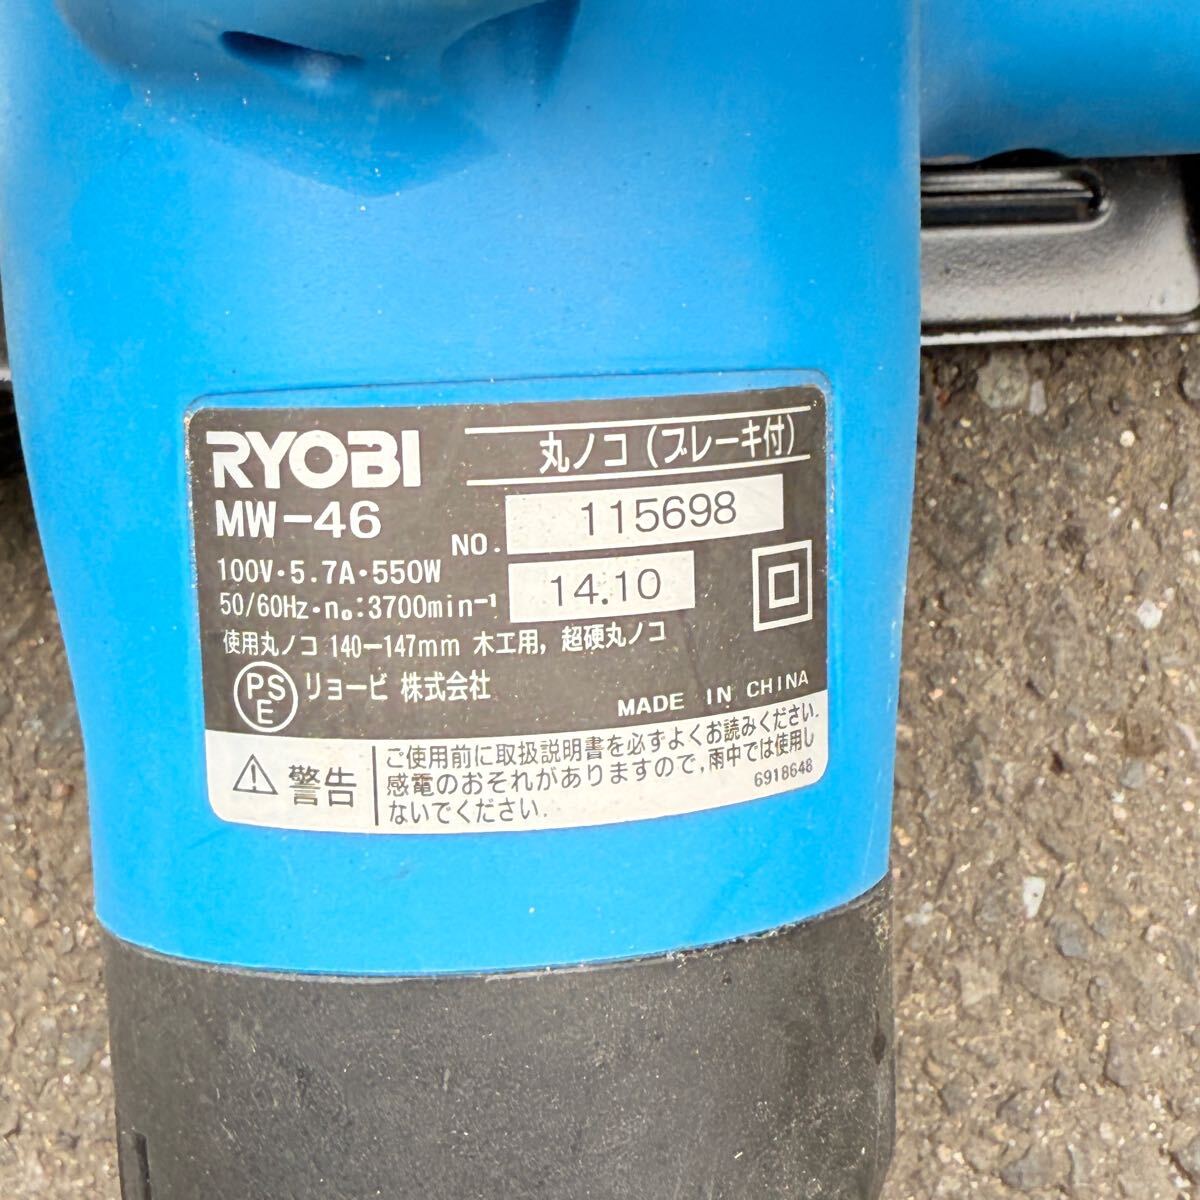 RYOBI
丸ノコ(ブレーキ付)
MW-46
NO. 115698
100V・5.7A・550W
14.10
50/60Hz・n₀:3700min⁻¹
使用丸ノコ 140-147mm 木工用, 超硬丸ノコ
PSE
リョービ 株式会社
MADE IN CHINA
⚠ 警告
ご使用前に取扱説明書を必ずよくお読みください.
感電のおそれがありますので, 雨中では使用し
ないでください.
6918648